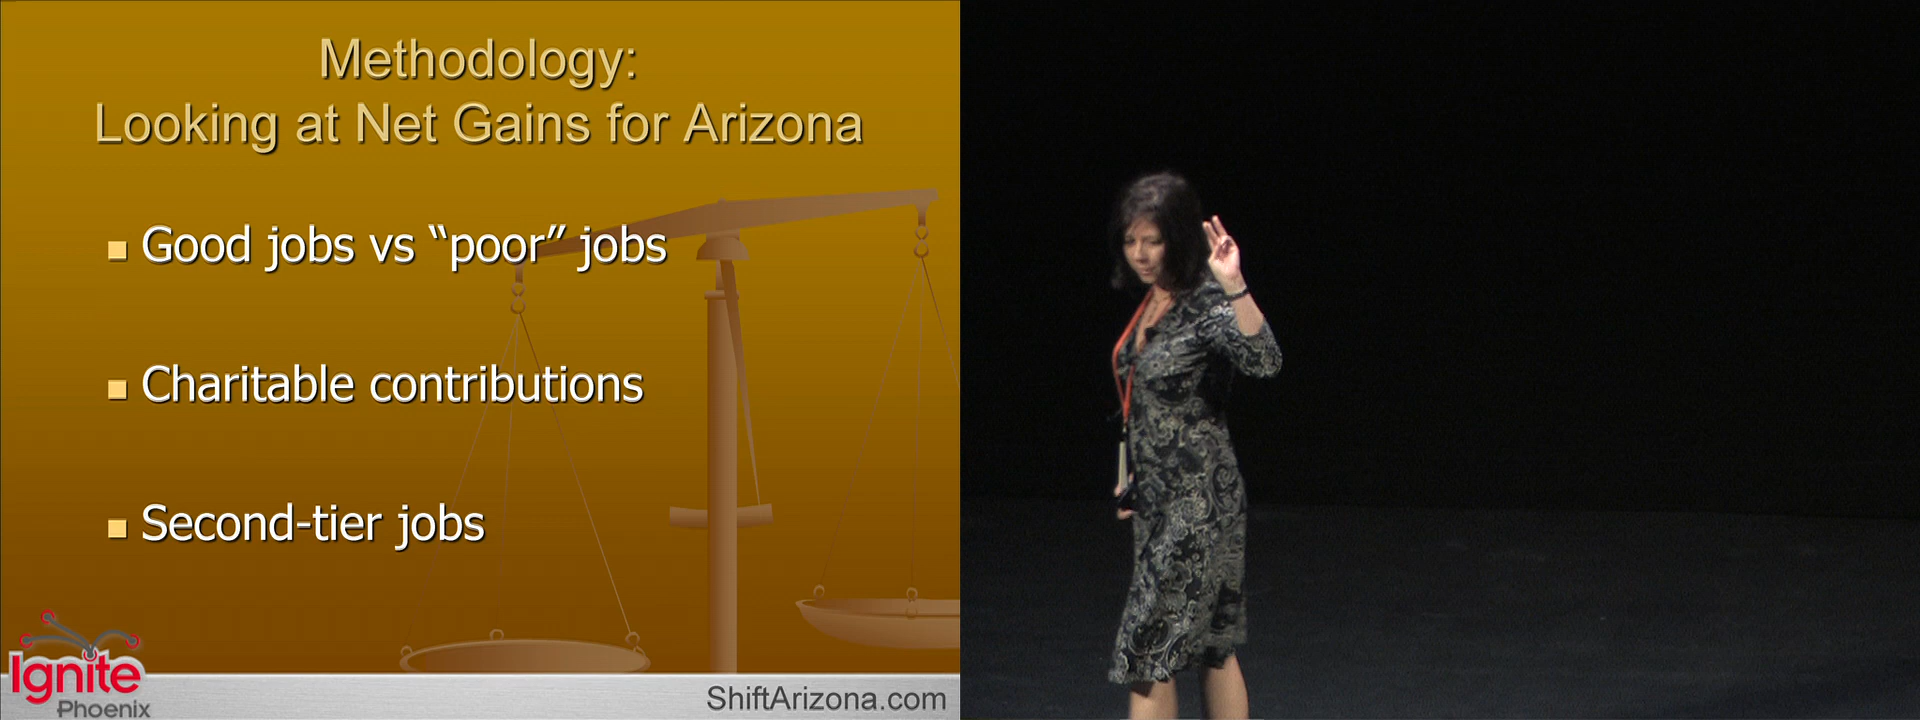 Methodology:
Looking at Net Gains for Arizona
Good jobs vs “poor” jobs
Charitable contributions
Second-tier jobs
Ignite
Phoenix
ShiftArizona.com